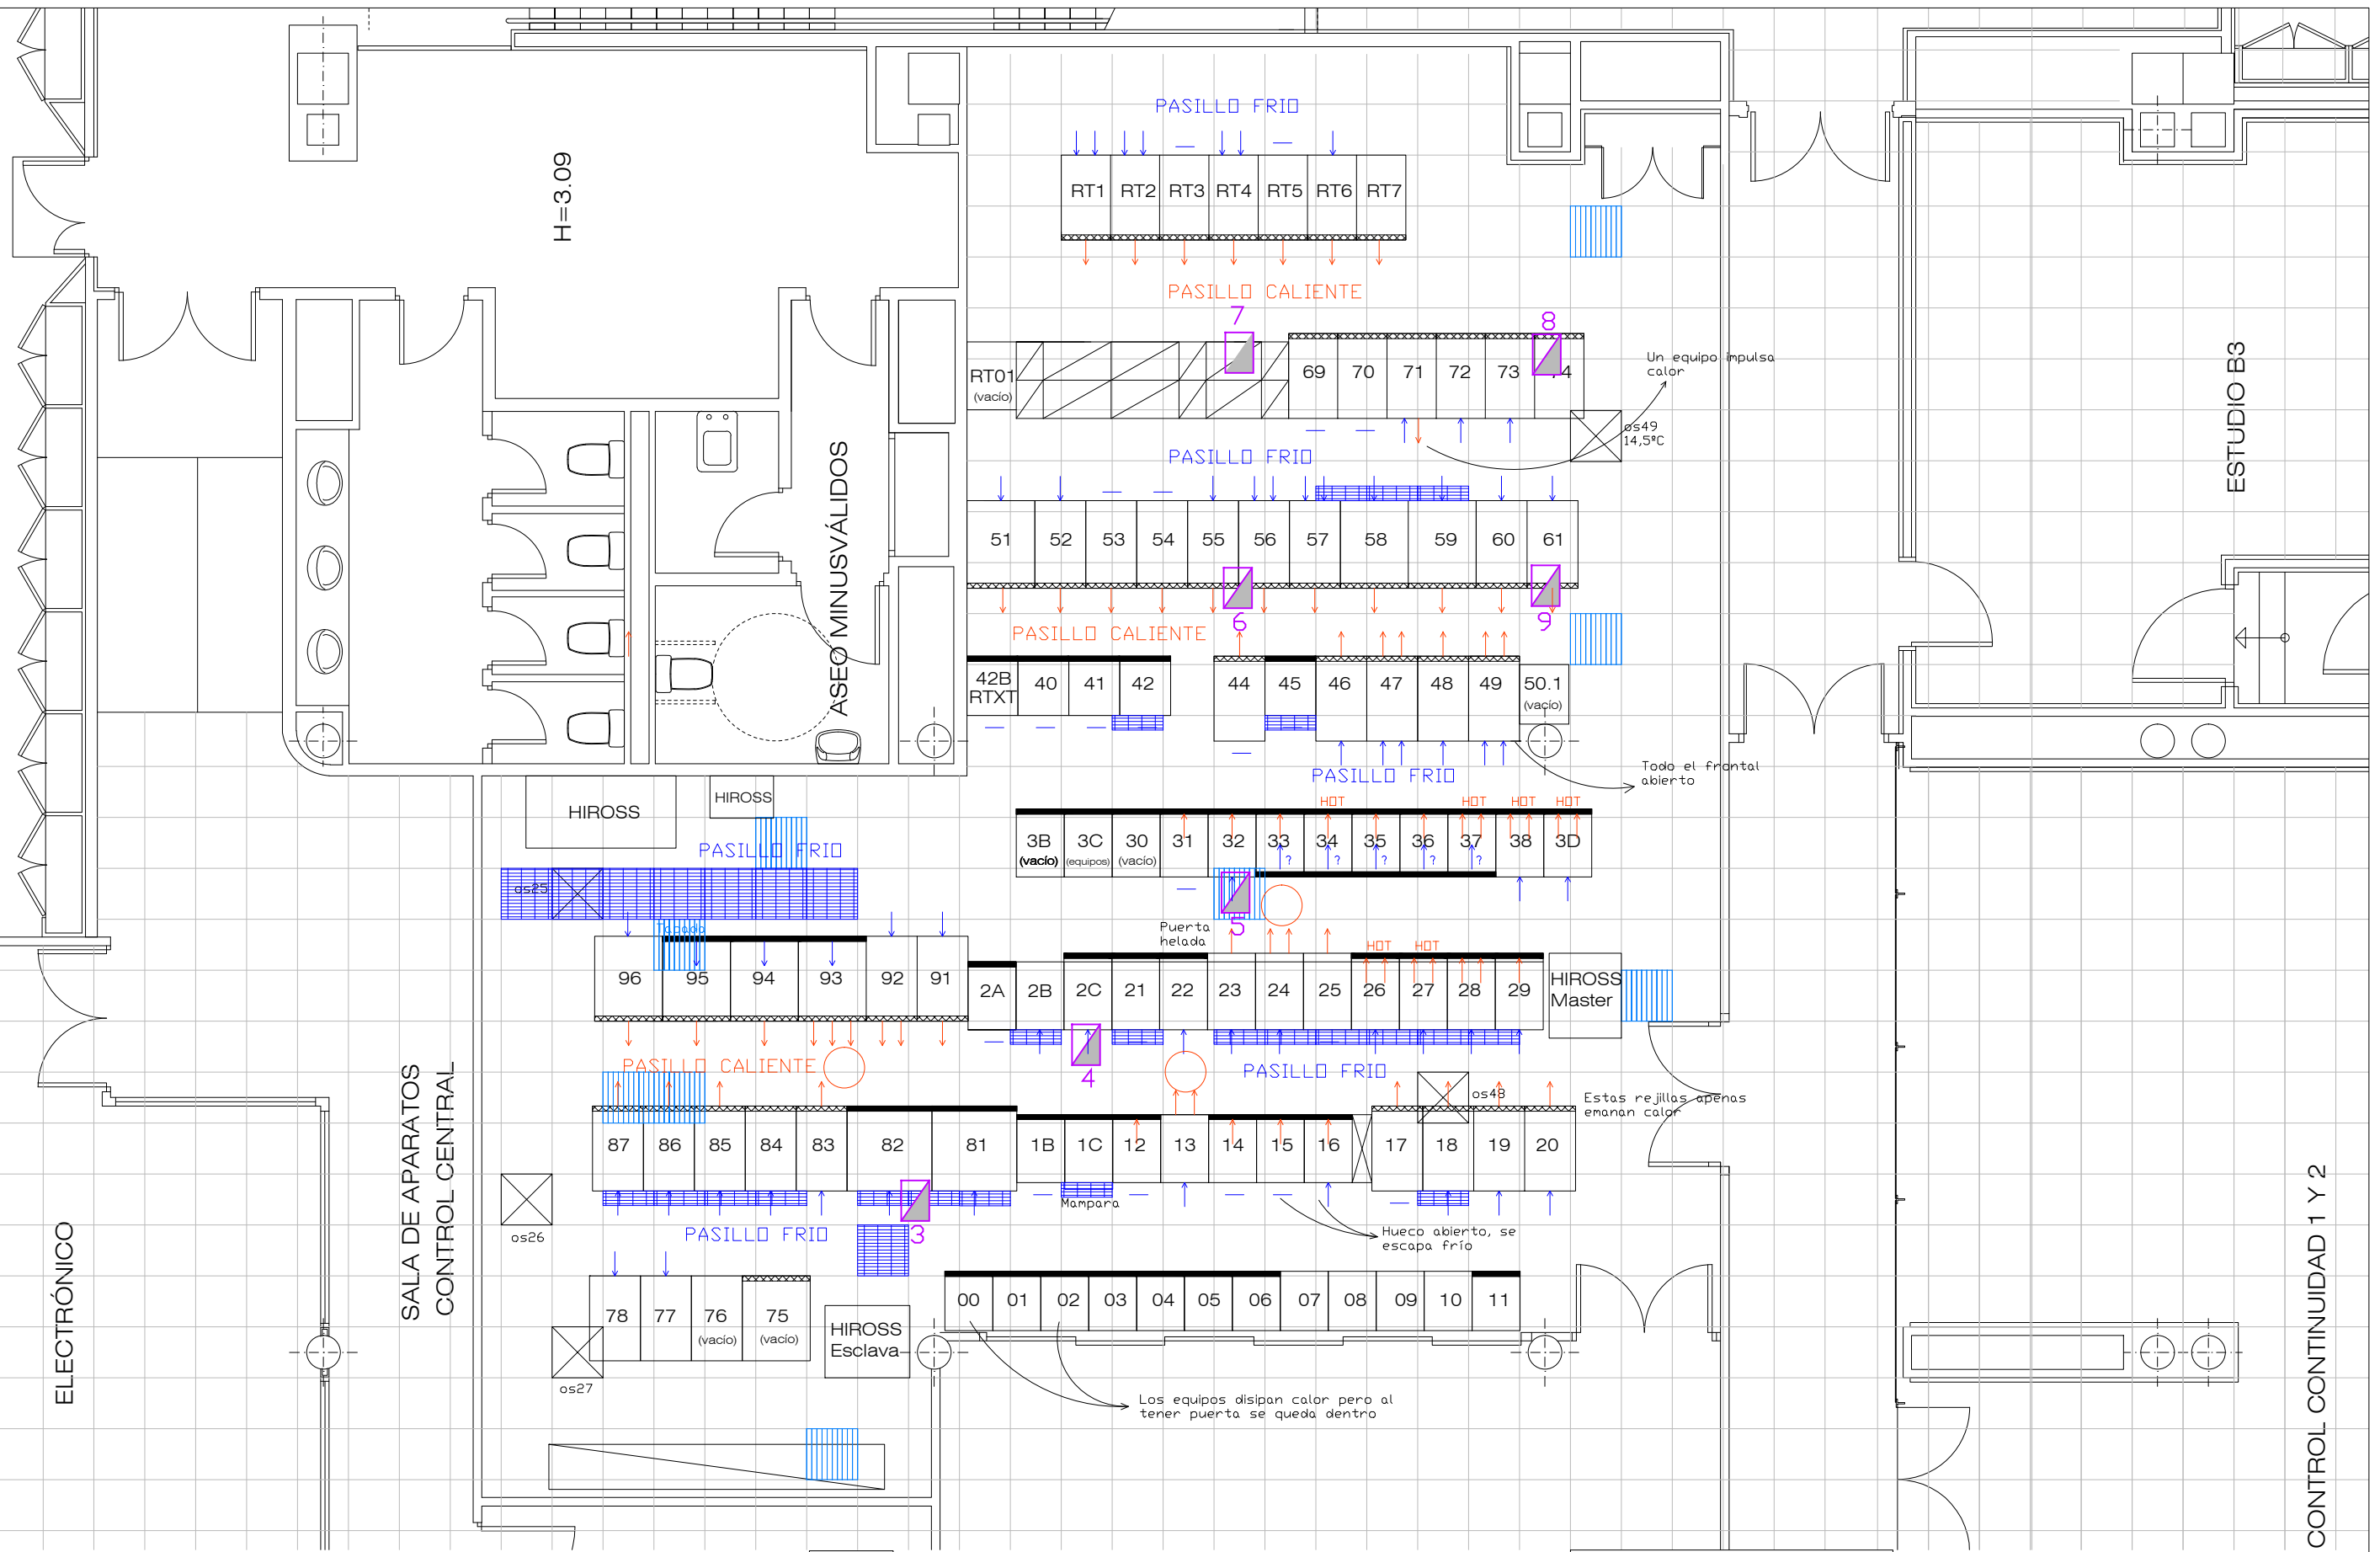 PASILLO FRIO
H=3.09
RT1 RT2 RT3 RT4 RT5 RT6 RT7
PASILLO CALIENTE
7
8
RT01
(vacío)
69 70 71 72 73 74
Un equipo impulsa
calor
os49
14,5ºC
ESTUDIO B3
PASILLO FRIO
ASEO MINUSVÁLIDOS
51 52 53 54 55 56 57 58 59 60 61
6
9
PASILLO CALIENTE
42B
RTXT
40 41 42 44 45 46 47 48 49
50.1
(vacío)
PASILLO FRIO
Todo el frontal
abierto
HIROSS
HIROSS
HOT HOT HOT HOT
3B
(vacío)
3C
(equipos)
30
(vacío)
31 32 33 34 35 36 37 38 3D
? ? ? ? ?
PASILLO FRIO
os25
5
Tapado
Puerta
helada
HOT HOT
96 95 94 93 92 91
2A 2B 2C 21 22 23 24 25 26 27 28 29
HIROSS
Master
PASILLO CALIENTE
4
PASILLO FRIO
os48
Estas rejillas apenas
emanan calor
SALA DE APARATOS
CONTROL CENTRAL
87 86 85 84 83 82 81 1B 1C 12 13 14 15 16 17 18 19 20
Mampara
os26
PASILLO FRIO
3
Hueco abierto, se
escapa frío
ELECTRÓNICO
CONTROL CONTINUIDAD 1 Y 2
78 77
76
(vacío)
75
(vacío)
HIROSS
Esclava
00 01 02 03 04 05 06 07 08 09 10 11
os27
Los equipos disipan calor pero al
tener puerta se queda dentro